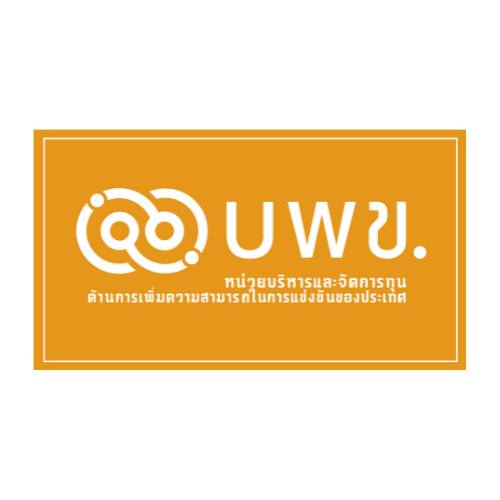 บพข.
หน่วยบริหารและจัดการทุน
ด้านการเพิ่มความสามารถในการแข่งขันของประเทศ